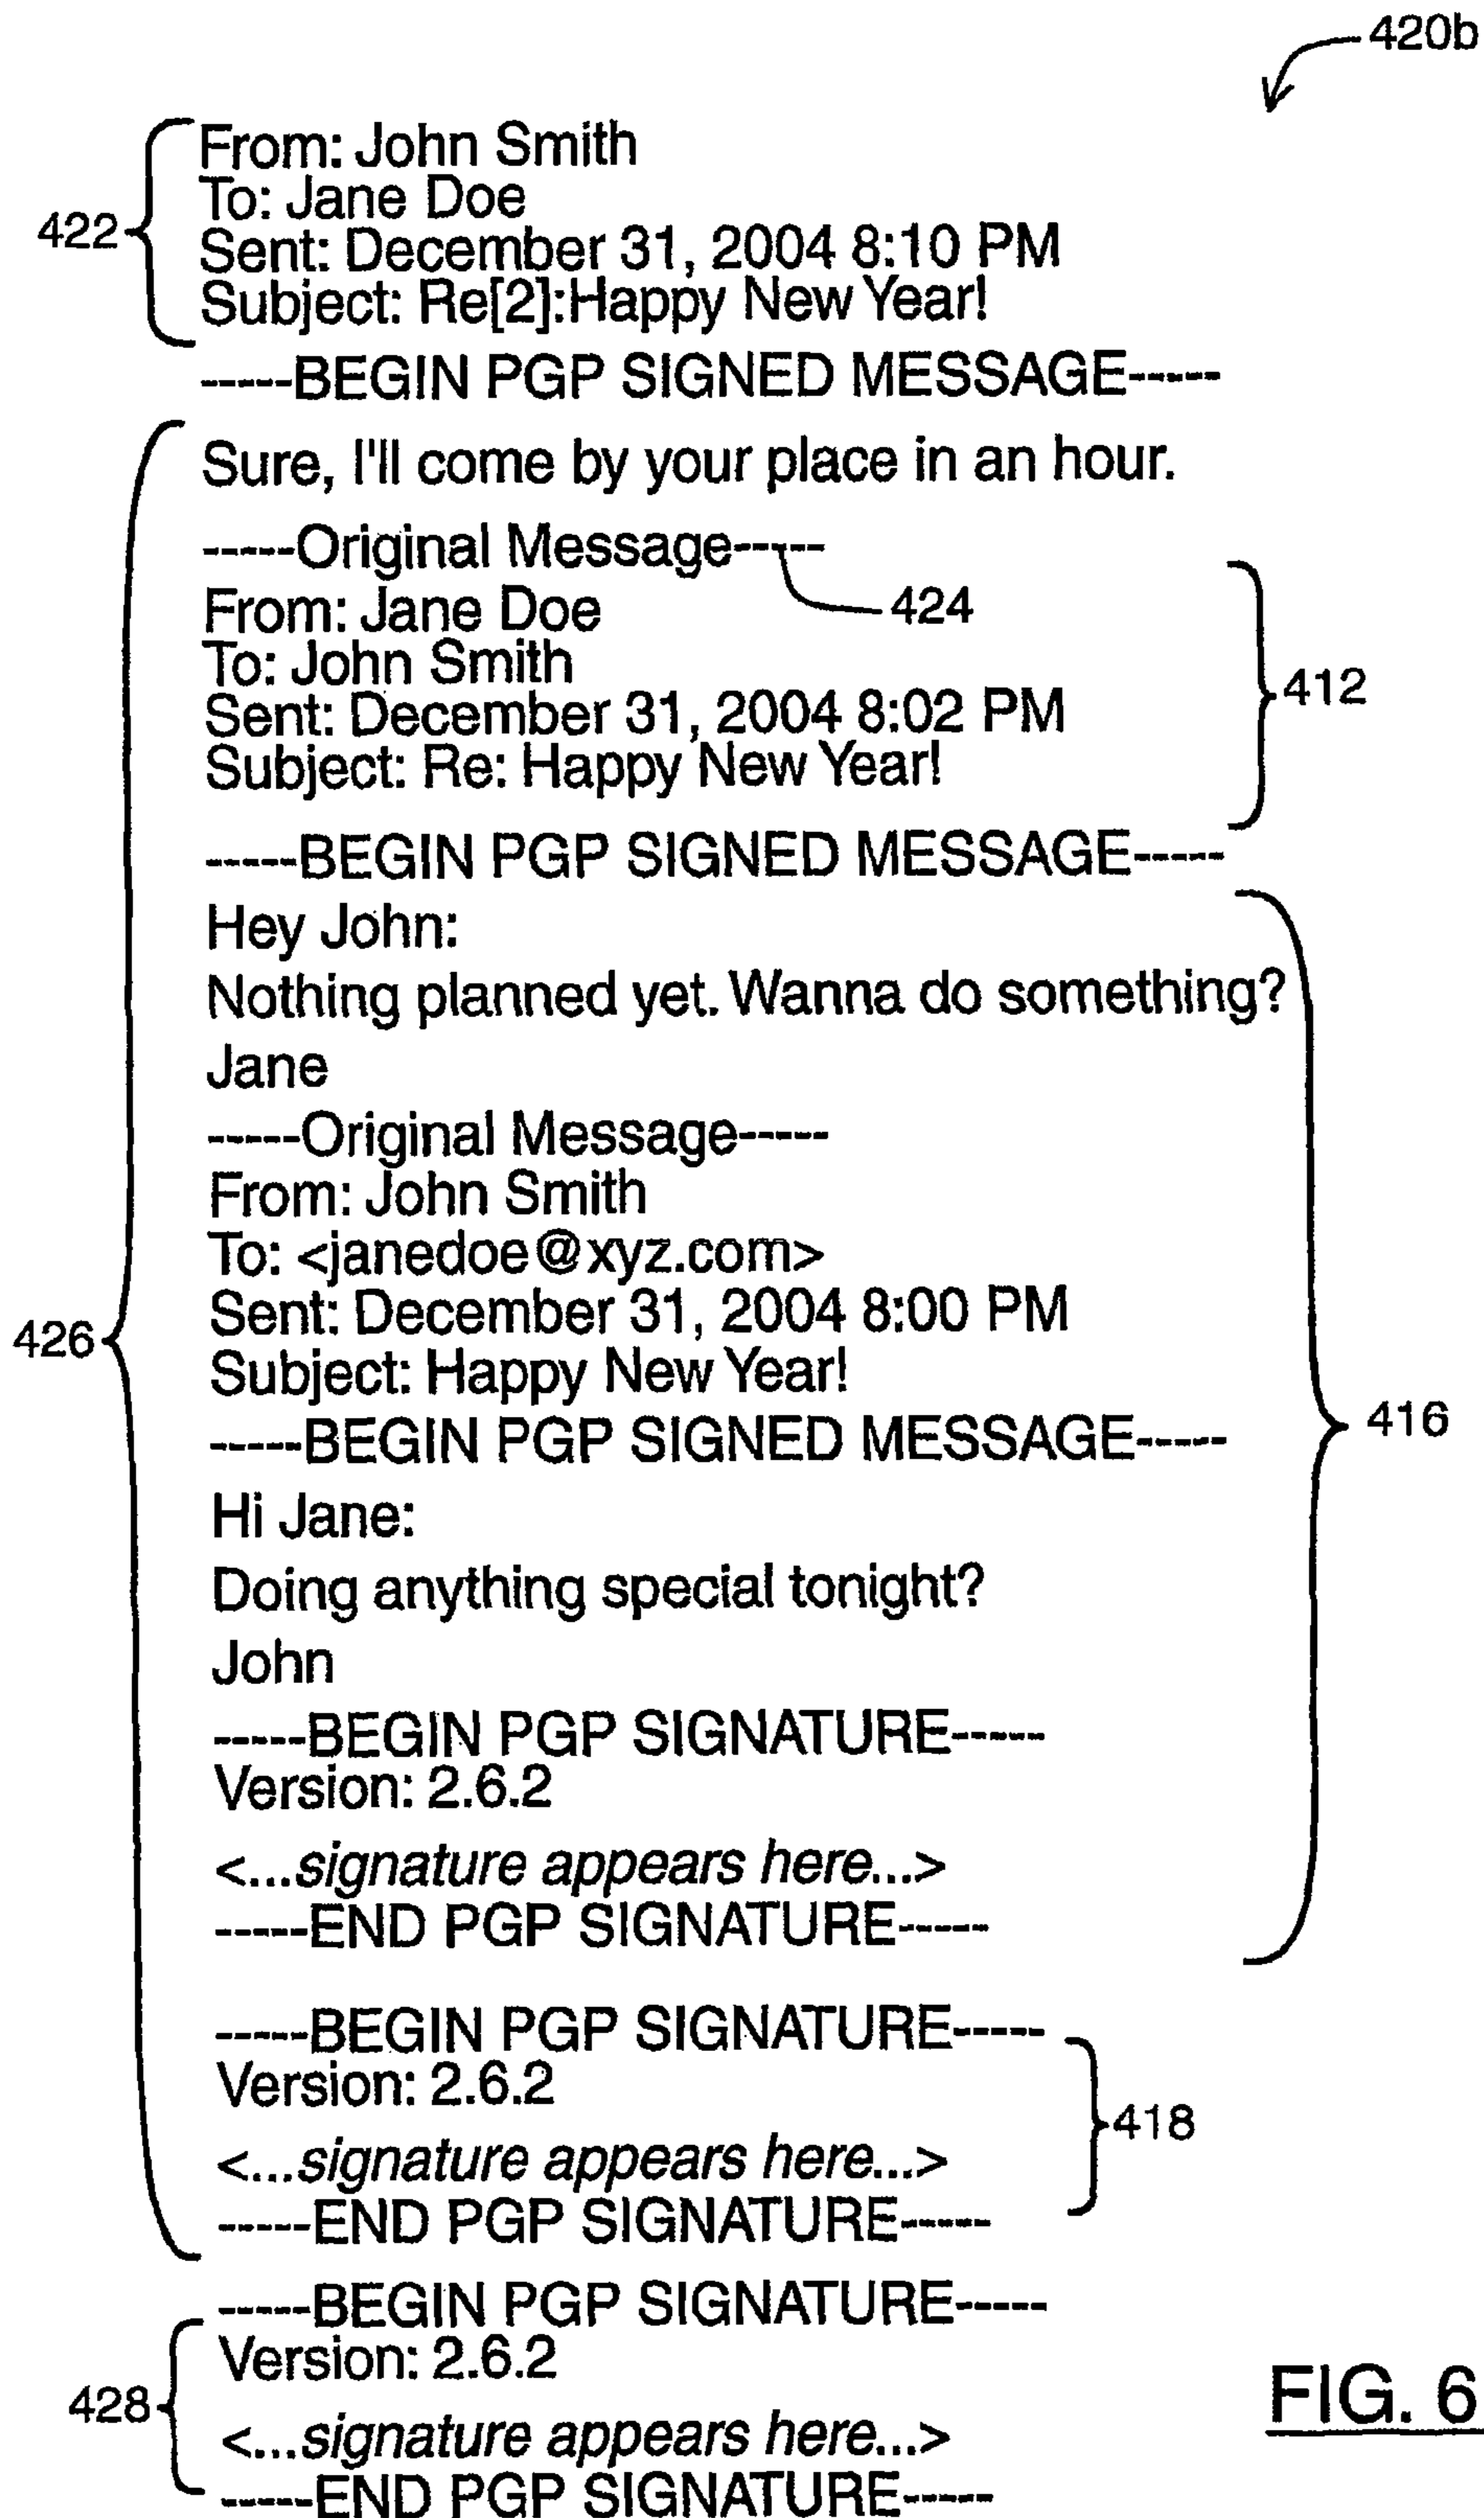 420b
From: John Smith
To: Jane Doe
422
Sent: December 31, 2004 8:10 PM
Subject: Re[2]:Happy New Year!
-----BEGIN PGP SIGNED MESSAGE-----
Sure, I'll come by your place in an hour.
-----Original Message-----
424
From: Jane Doe
To: John Smith
412
Sent: December 31, 2004 8:02 PM
Subject: Re: Happy New Year!
-----BEGIN PGP SIGNED MESSAGE-----
Hey John:
Nothing planned yet. Wanna do something?
Jane
-----Original Message-----
From: John Smith
To: <janedoe@xyz.com>
Sent: December 31, 2004 8:00 PM
426
Subject: Happy New Year!
416
-----BEGIN PGP SIGNED MESSAGE-----
Hi Jane:
Doing anything special tonight?
John
-----BEGIN PGP SIGNATURE-----
Version: 2.6.2
<...signature appears here...>
-----END PGP SIGNATURE-----
-----BEGIN PGP SIGNATURE-----
Version: 2.6.2
418
<...signature appears here...>
-----END PGP SIGNATURE-----
-----BEGIN PGP SIGNATURE-----
Version: 2.6.2
428
<...signature appears here...>
-----END PGP SIGNATURE-----
FIG. 6